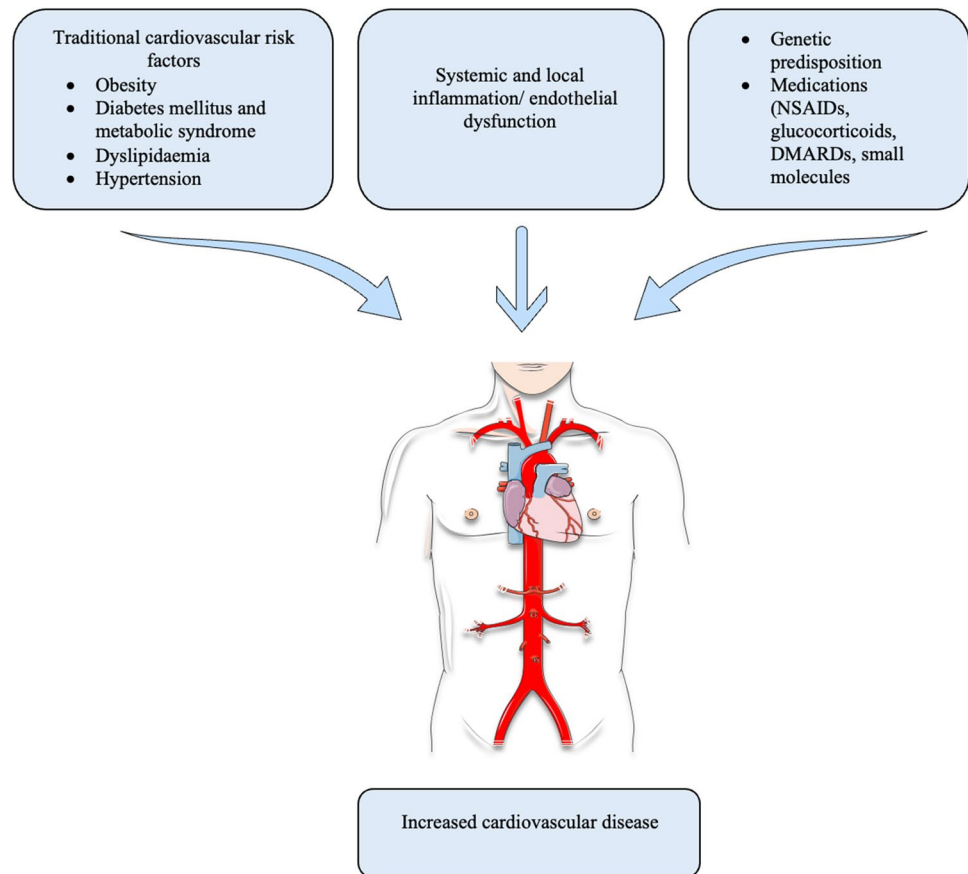 Traditional cardiovascular risk
factors
• Obesity
• Diabetes mellitus and
metabolic syndrome
• Dyslipidaemia
• Hypertension
Systemic and local
inflammation/ endothelial
dysfunction
• Genetic
predisposition
• Medications
(NSAIDs,
glucocorticoids,
DMARDs, small
molecules
Increased cardiovascular disease